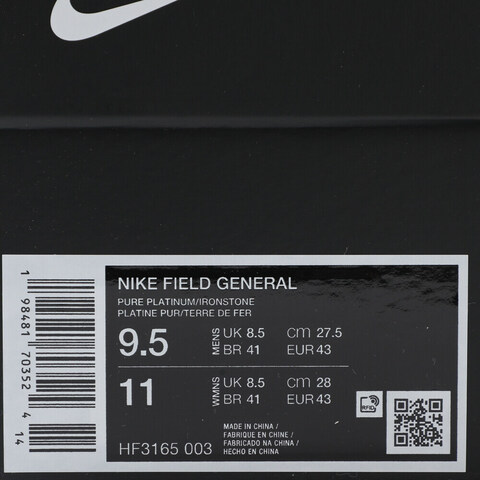 NIKE FIELD GENERAL
PURE PLATINUM/IRONSTONE
PLATINE PUR/TERRE DE FER
9.5 MENS UK 8.5 CM 27.5
BR 41 EUR 43
11 WMNS UK 8.5 CM 28
BR 41 EUR 43
HF3165 003
MADE IN CHINA /
FABRIQUE EN CHINE /
FABRICADO NA CHINA /
HECHO EN CHINA
RFID
1 98481 70352 4 14